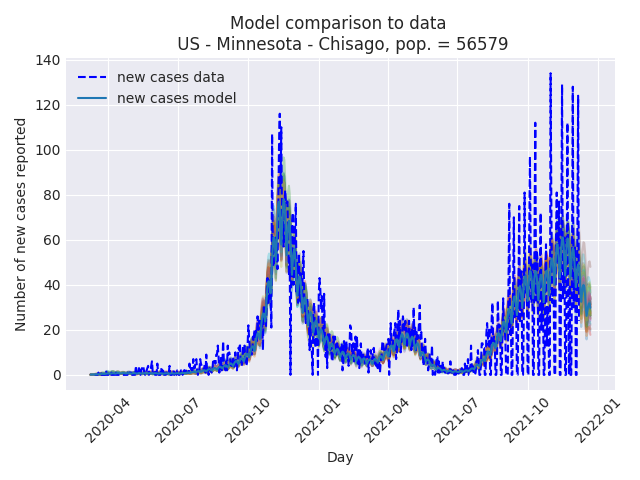 Model comparison to data
US - Minnesota - Chisago, pop. = 56579
new cases data
new cases model
Number of new cases reported
140
120
100
80
60
40
20
0
2020-04
2020-07
2020-10
2021-01
2021-04
2021-07
2021-10
2022-01
Day